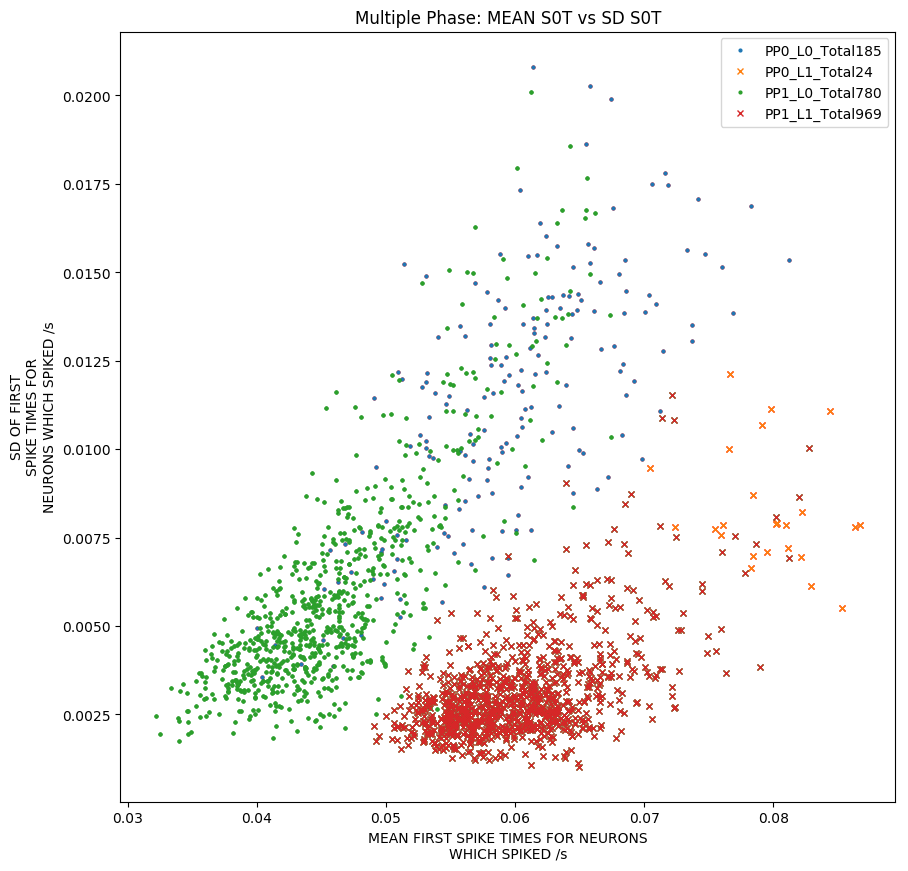 Multiple Phase: MEAN S0T vs SD S0T
PP0_L0_Total185
PP0_L1_Total24
PP1_L0_Total780
PP1_L1_Total969
SD OF FIRST
SPIKE TIMES FOR
NEURONS WHICH SPIKED /s
0.0200
0.0175
0.0150
0.0125
0.0100
0.0075
0.0050
0.0025
0.03
0.04
0.05
0.06
0.07
0.08
MEAN FIRST SPIKE TIMES FOR NEURONS
WHICH SPIKED /s